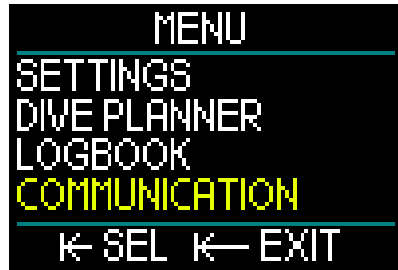 MENU
SETTINGS
DIVE PLANNER
LOGBOOK
COMMUNICATION
SEL EXIT